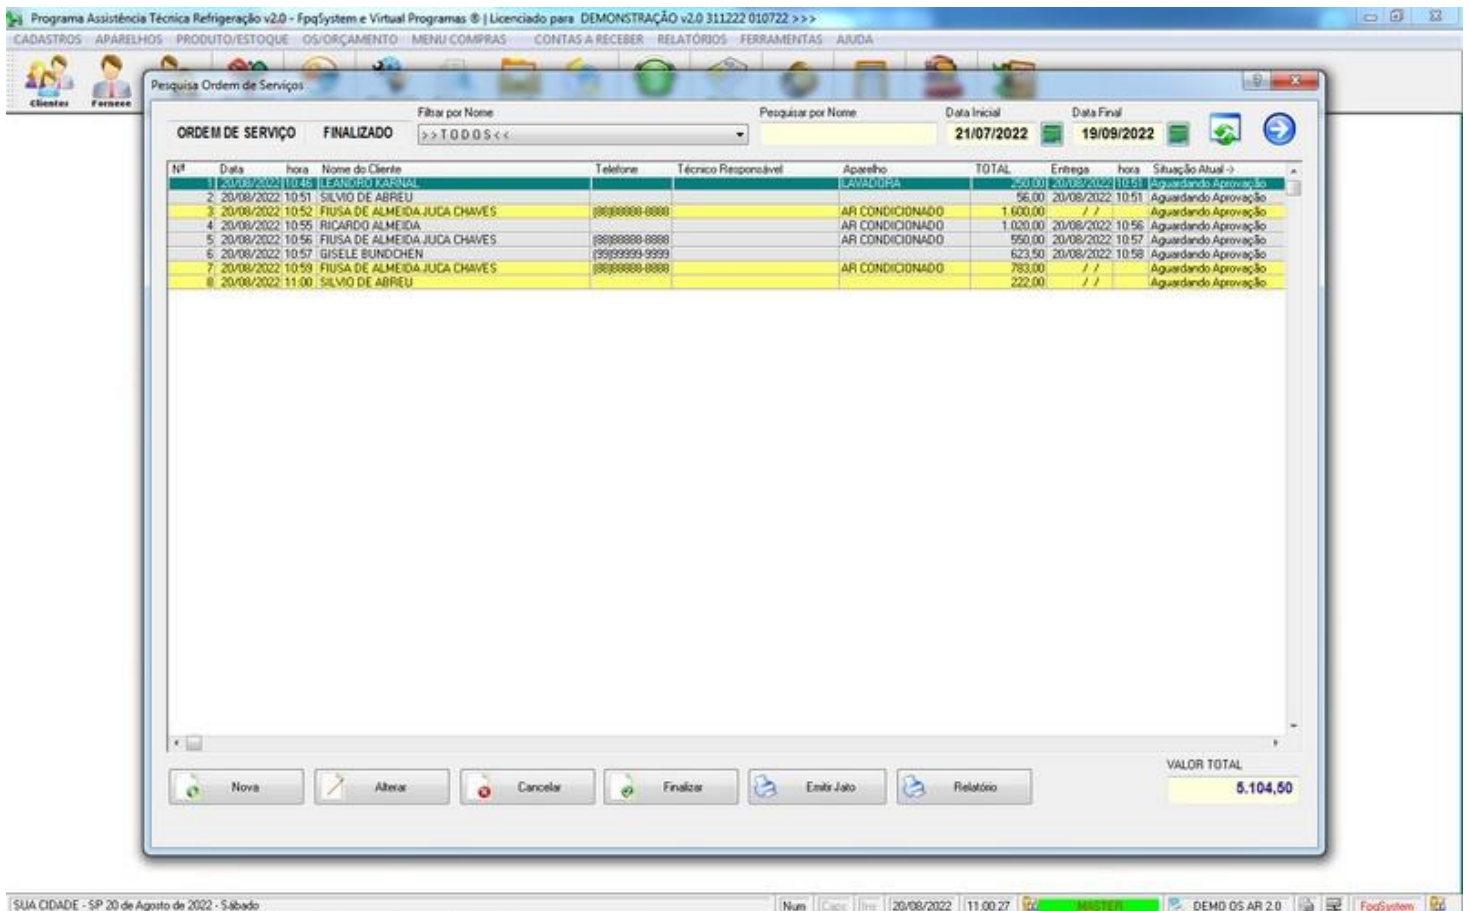 Programa Assistência Técnica Refrigeração v2.0 - FpqSystem e Virtual Programas ® | Licenciado para DEMONSTRAÇÃO v2.0 311222 010722 >>>
CADASTROS APARELHOS PRODUTO/ESTOQUE OS/ORÇAMENTO MENU COMPRAS CONTAS A RECEBER RELATÓRIOS FERRAMENTAS AJUDA
Clientes Fornece
Pesquisa Ordem de Serviços
Filtrar por Nome Pesquisar por Nome Data Inicial Data Final
ORDEM DE SERVIÇO FINALIZADO >>TODOS<< 21/07/2022 19/09/2022
Nº Data hora Nome do Cliente Telefone Técnico Responsável Aparelho TOTAL Entrega hora Situação Atual ->
1 20/08/2022 10:46 LEANDRO KARNAL LAVADORA 250,00 20/08/2022 10:51 Aguardando Aprovação
2 20/08/2022 10:51 SILVIO DE ABREU 56,00 20/08/2022 10:51 Aguardando Aprovação
3 20/08/2022 10:52 FIUSA DE ALMEIDA JUCA CHAVES (88)88888-8888 AR CONDICIONADO 1.600,00 / / Aguardando Aprovação
4 20/08/2022 10:55 RICARDO ALMEIDA AR CONDICIONADO 1.020,00 20/08/2022 10:56 Aguardando Aprovação
5 20/08/2022 10:56 FIUSA DE ALMEIDA JUCA CHAVES (88)88888-8888 AR CONDICIONADO 550,00 20/08/2022 10:57 Aguardando Aprovação
6 20/08/2022 10:57 GISELE BUNDCHEN (99)99999-9999 623,50 20/08/2022 10:58 Aguardando Aprovação
7 20/08/2022 10:59 FIUSA DE ALMEIDA JUCA CHAVES (88)88888-8888 AR CONDICIONADO 783,00 / / Aguardando Aprovação
8 20/08/2022 11:00 SILVIO DE ABREU 222,00 / / Aguardando Aprovação
VALOR TOTAL
Nova Alterar Cancelar Finalizar Emitir Jato Relatório 5.104,50
SUA CIDADE - SP 20 de Agosto de 2022 - Sábado Num Caps Ins 20/08/2022 11:00:27 MASTER DEMO OS AR 2.0 FpqSystem